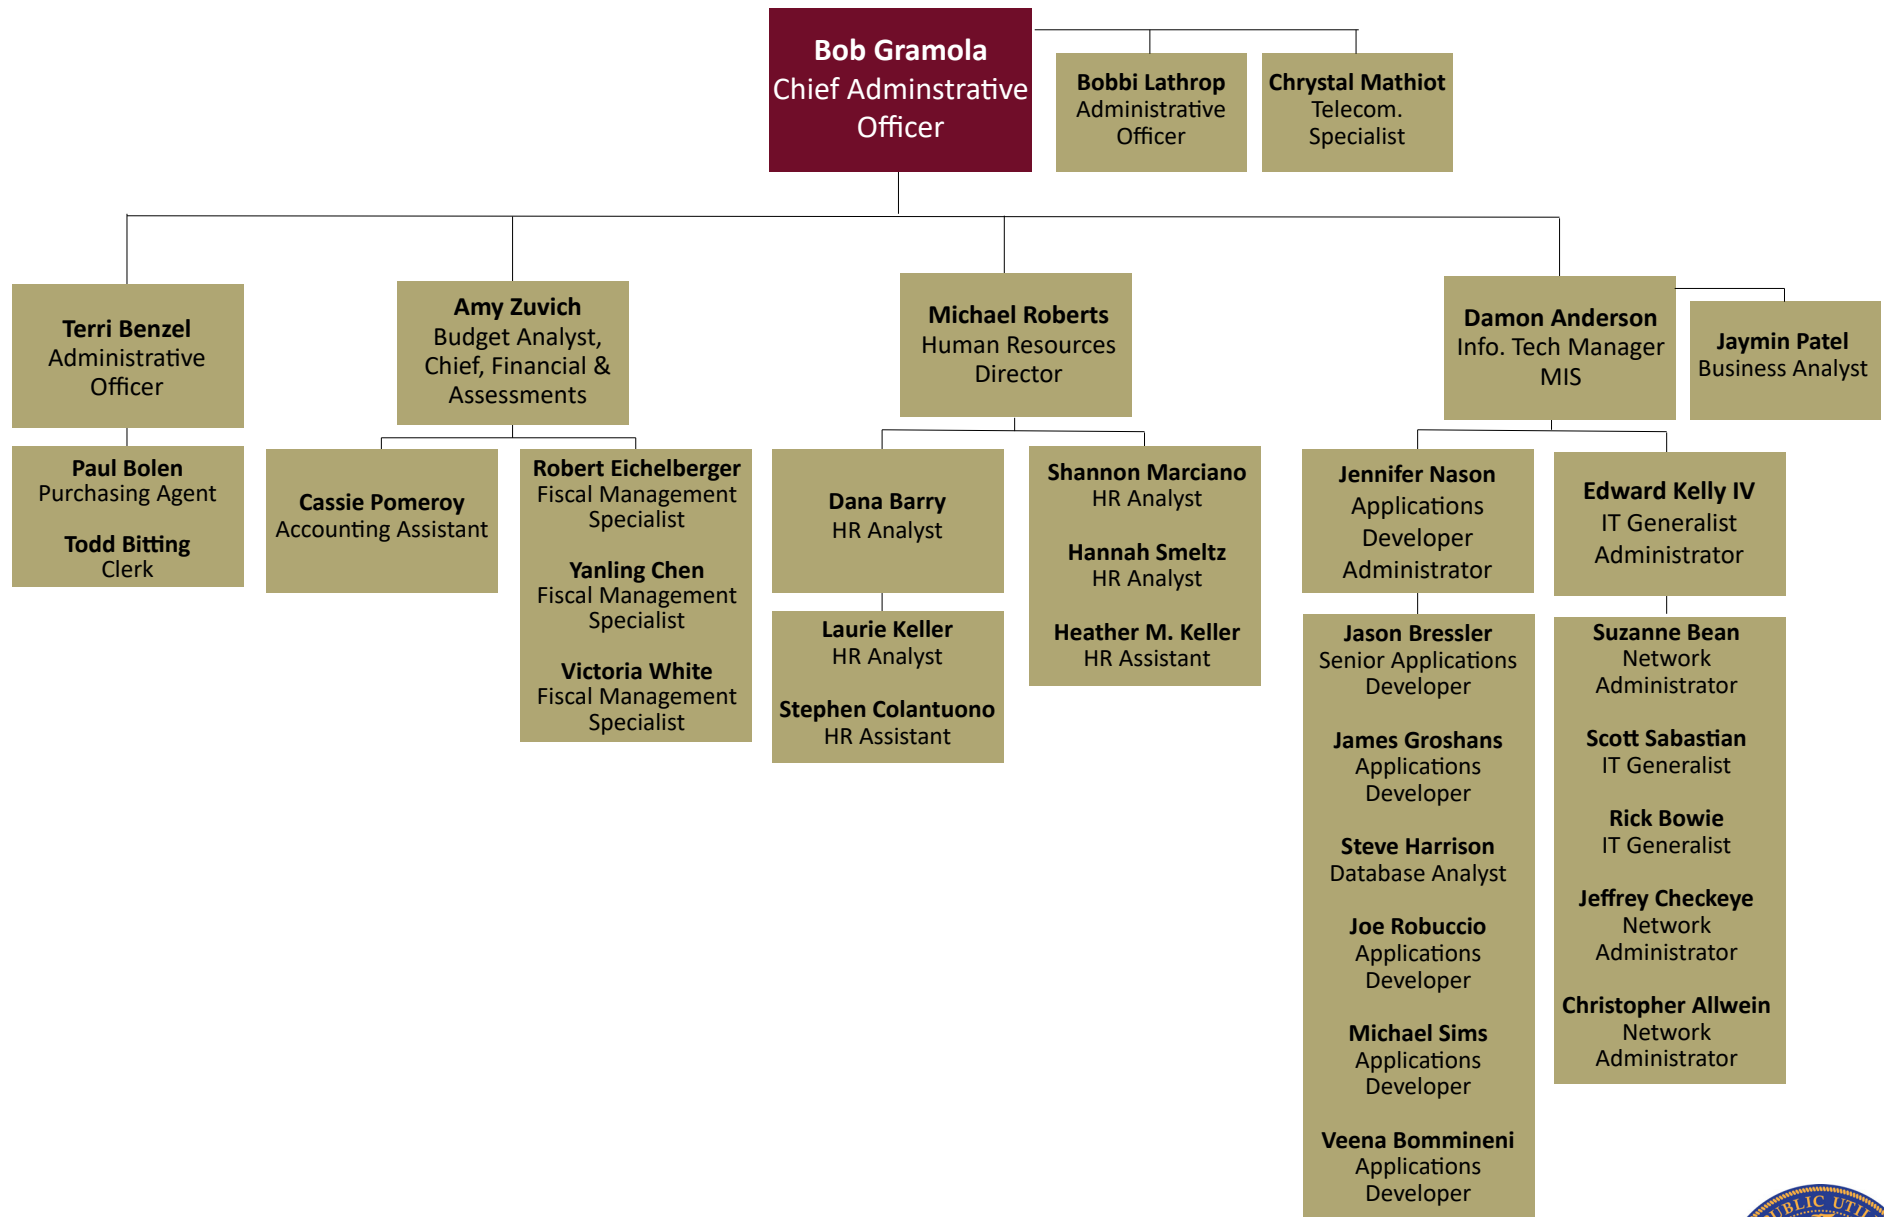 Bob Gramola
Chief Adminstrative
Officer
Bobbi Lathrop
Administrative
Officer
Chrystal Mathiot
Telecom.
Specialist
Terri Benzel
Administrative
Officer
Amy Zuvich
Budget Analyst,
Chief, Financial &
Assessments
Michael Roberts
Human Resources
Director
Damon Anderson
Info. Tech Manager
MIS
Jaymin Patel
Business Analyst
Paul Bolen
Purchasing Agent
Todd Bitting
Clerk
Cassie Pomeroy
Accounting Assistant
Robert Eichelberger
Fiscal Management
Specialist
Yanling Chen
Fiscal Management
Specialist
Victoria White
Fiscal Management
Specialist
Dana Barry
HR Analyst
Laurie Keller
HR Analyst
Stephen Colantuono
HR Assistant
Shannon Marciano
HR Analyst
Hannah Smeltz
HR Analyst
Heather M. Keller
HR Assistant
Jennifer Nason
Applications
Developer
Administrator
Jason Bressler
Senior Applications
Developer
James Groshans
Applications
Developer
Steve Harrison
Database Analyst
Joe Robuccio
Applications
Developer
Michael Sims
Applications
Developer
Veena Bommineni
Applications
Developer
Edward Kelly IV
IT Generalist
Administrator
Suzanne Bean
Network
Administrator
Scott Sabastian
IT Generalist
Rick Bowie
IT Generalist
Jeffrey Checkeye
Network
Administrator
Christopher Allwein
Network
Administrator